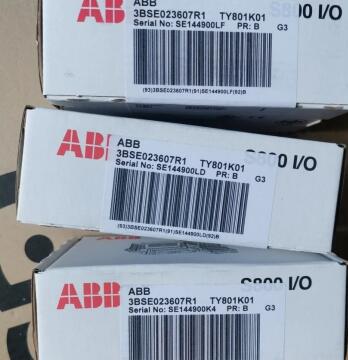 ABB
ABB
3BSE023607R1 TY801K01
Serial No: SE144900LF PR: B G3
S800 I/O
(93)3BSE023607R1(91)SE144900LF(92)B
ABB
ABB
3BSE023607R1 TY801K01
Serial No: SE144900LD PR: B G3
S800 I/O
(93)3BSE023607R1(91)SE144900LD(92)B
ABB
ABB
3BSE023607R1 TY801K01
Serial No: SE144900K4 PR: B G3
S800 I/O